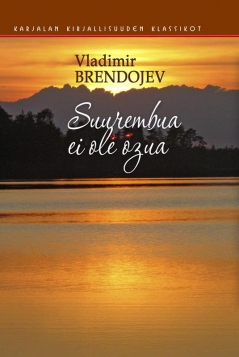 KARJALAN KIRJALLISUUDEN KLASSIKOT
Vladimir
BRENDOJEV
Suurembua
ei ole ozua